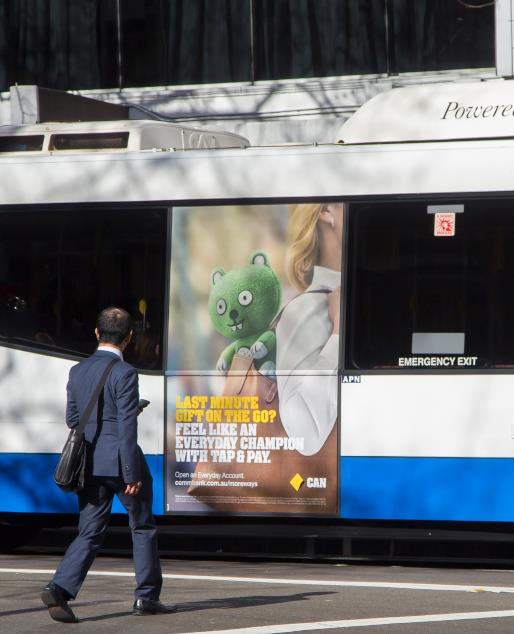 Powered
EMERGENCY EXIT
APN
LAST MINUTE
GIFT ON THE GO?
FEEL LIKE AN
EVERYDAY CHAMPION
WITH TAP & PAY.
Open an Everyday Account.
commbank.com.au/moreways
CAN